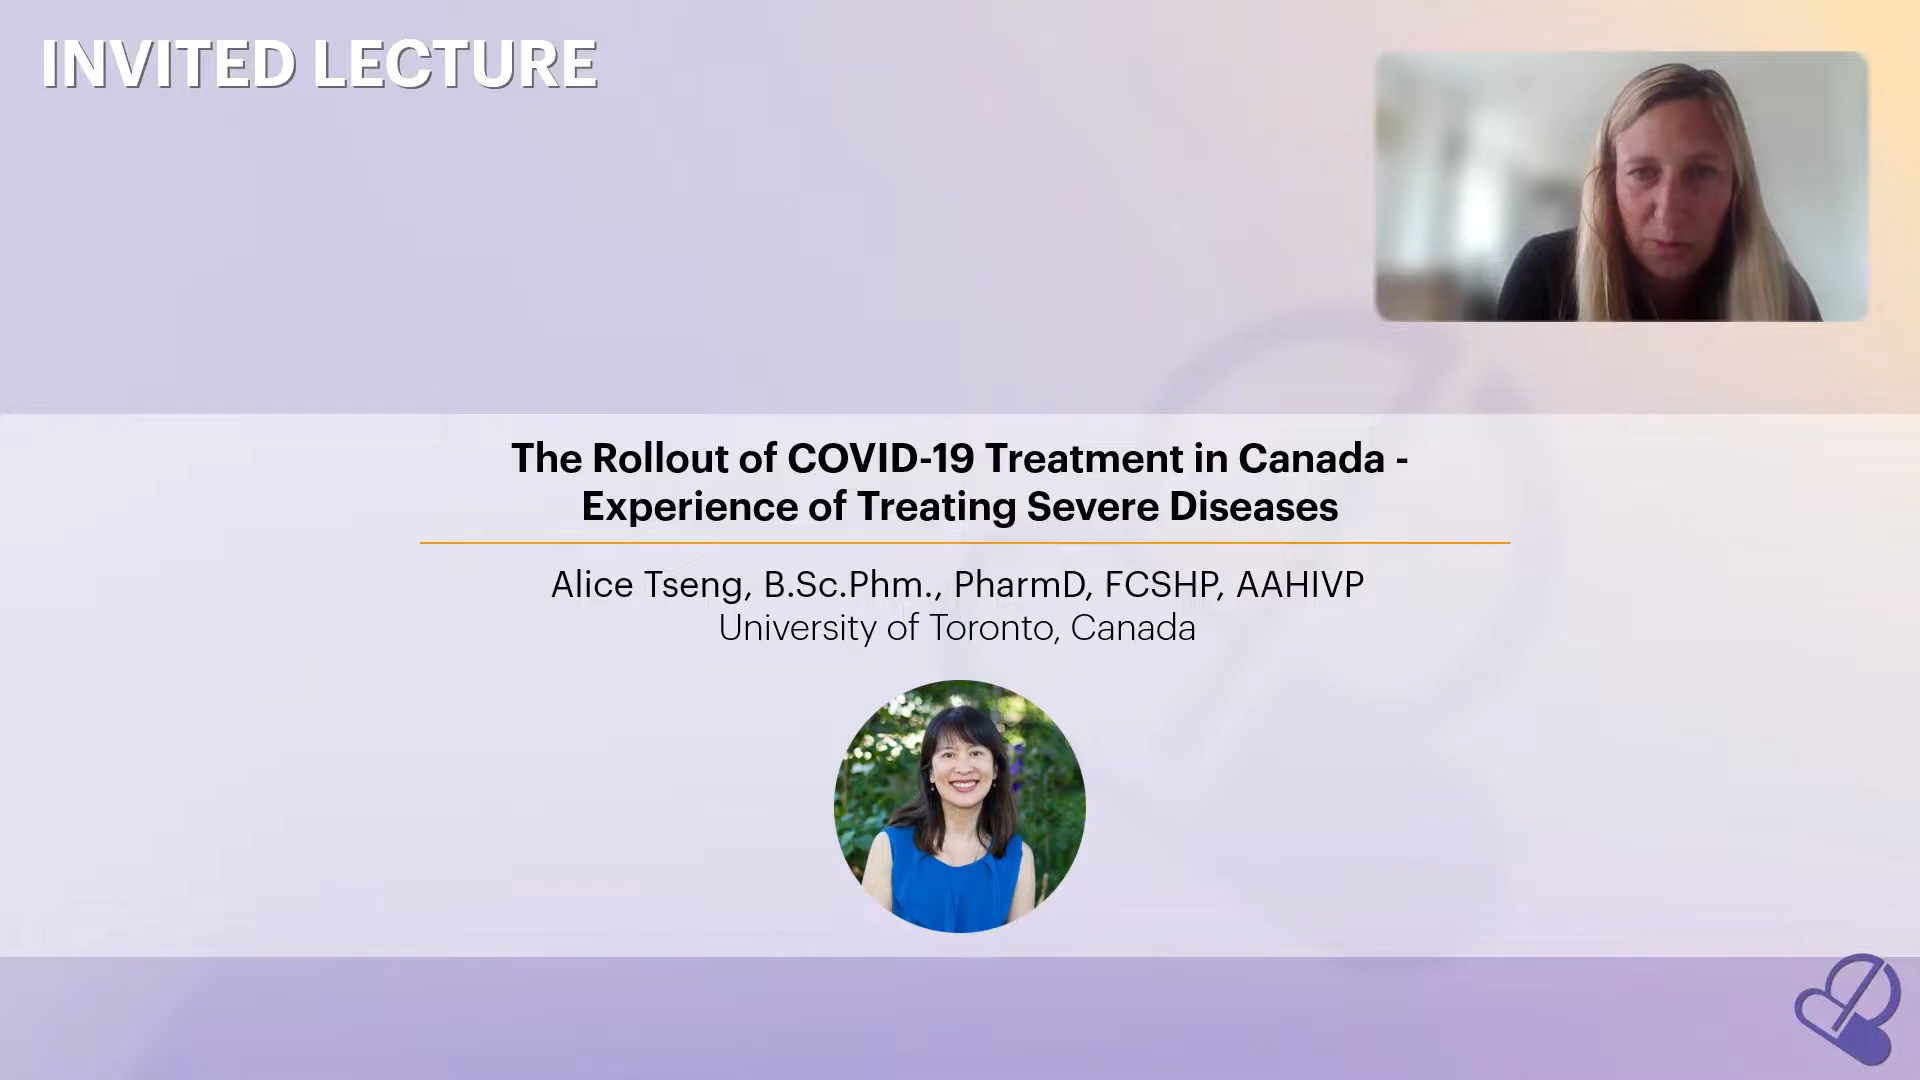 INVITED LECTURE
The Rollout of COVID-19 Treatment in Canada -
Experience of Treating Severe Diseases
Alice Tseng, B.Sc.Phm., PharmD, FCSHP, AAHIVP
University of Toronto, Canada